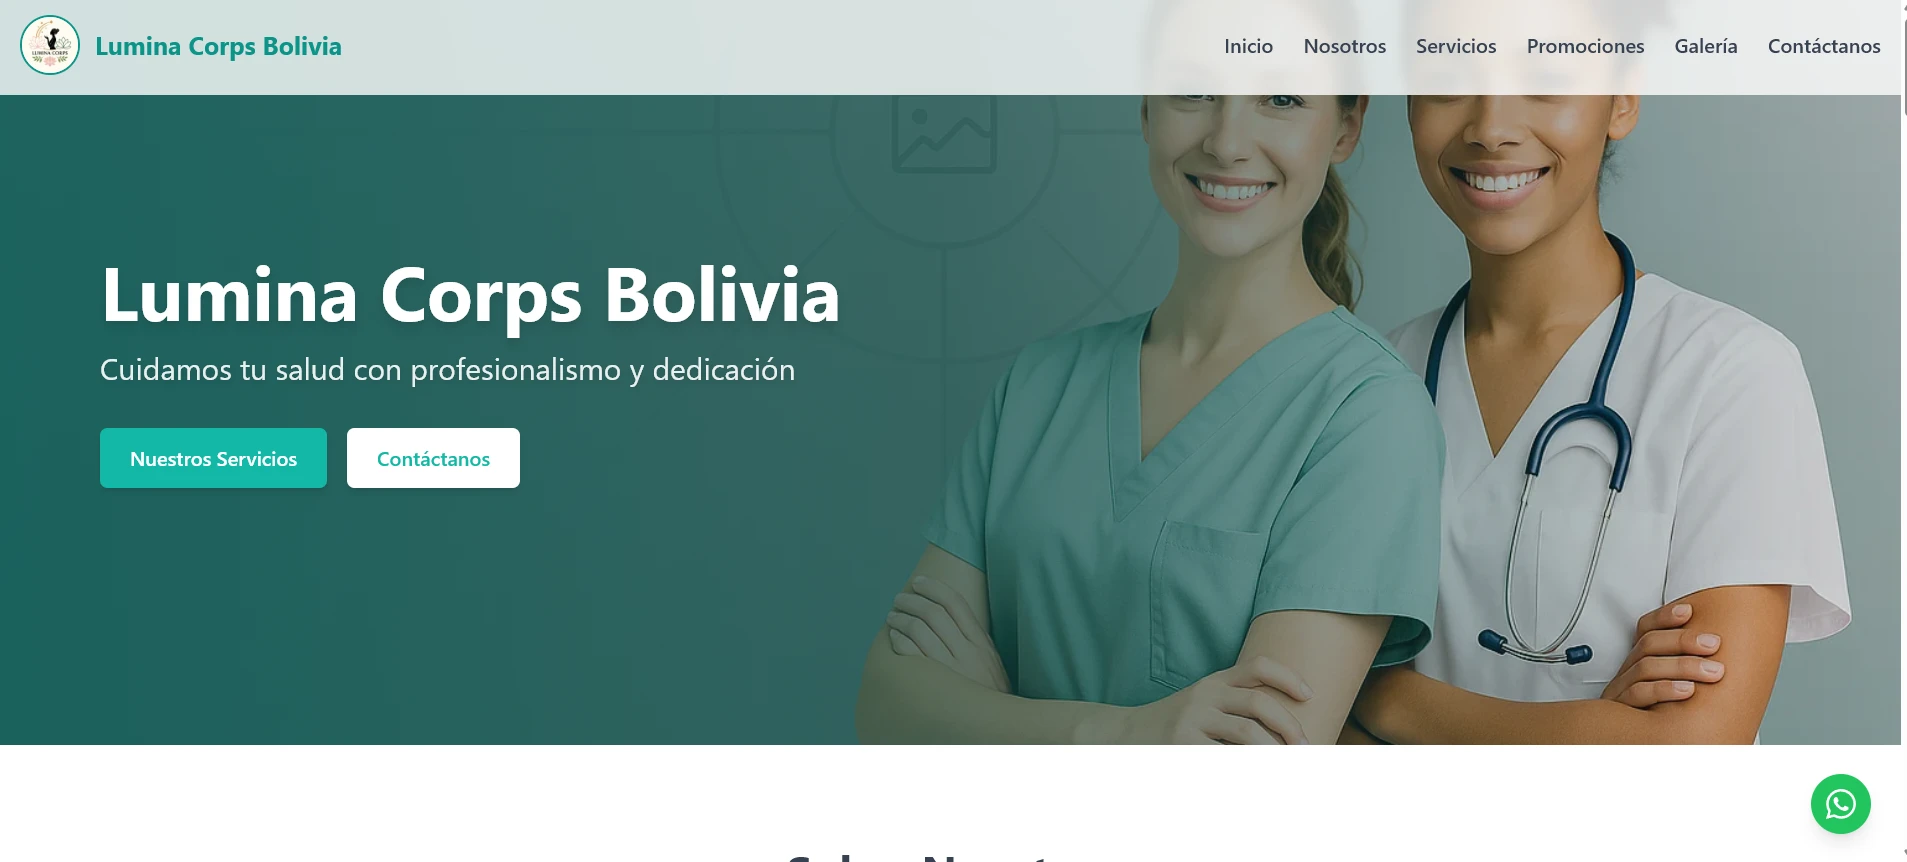 LUMINA CORPS
Lumina Corps Bolivia
Inicio
Nosotros
Servicios
Promociones
Galería
Contáctanos
Lumina Corps Bolivia
Cuidamos tu salud con profesionalismo y dedicación
Nuestros Servicios
Contáctanos